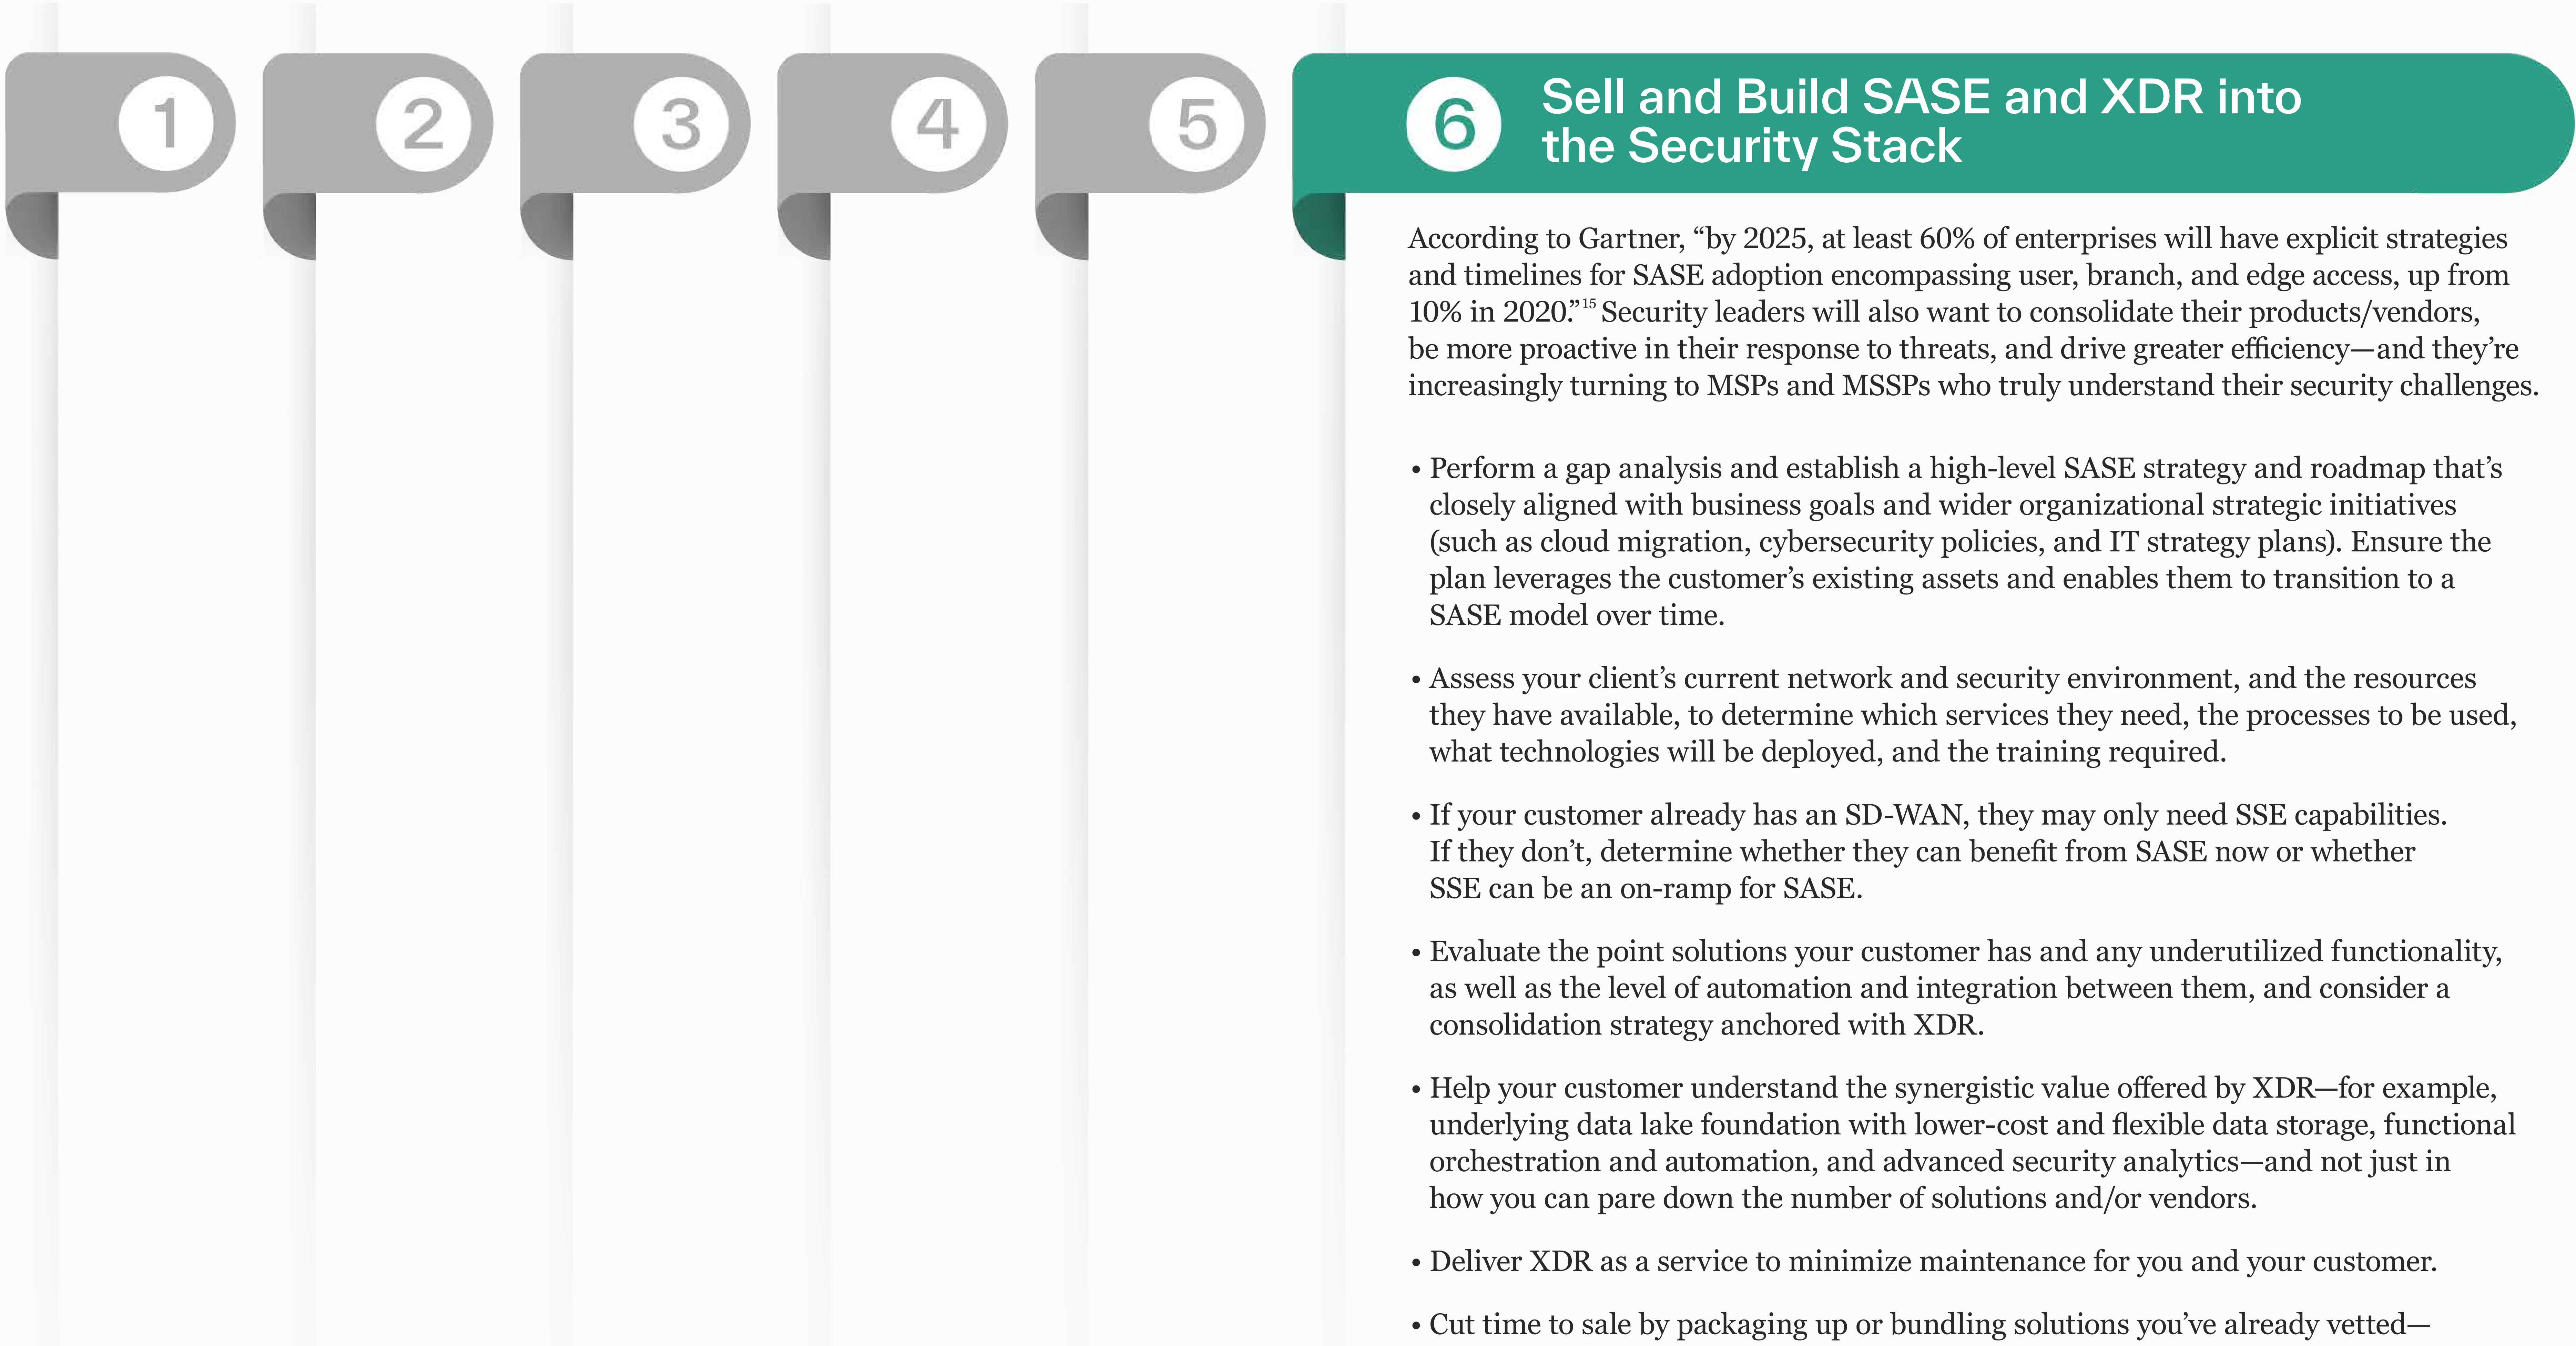 1
2
3
4
5
6
Sell and Build SASE and XDR into
the Security Stack
According to Gartner, “by 2025, at least 60% of enterprises will have explicit strategies
and timelines for SASE adoption encompassing user, branch, and edge access, up from
10% in 2020.”15 Security leaders will also want to consolidate their products/vendors,
be more proactive in their response to threats, and drive greater efficiency—and they’re
increasingly turning to MSPs and MSSPs who truly understand their security challenges.
• Perform a gap analysis and establish a high-level SASE strategy and roadmap that’s
closely aligned with business goals and wider organizational strategic initiatives
(such as cloud migration, cybersecurity policies, and IT strategy plans). Ensure the
plan leverages the customer’s existing assets and enables them to transition to a
SASE model over time.
• Assess your client’s current network and security environment, and the resources
they have available, to determine which services they need, the processes to be used,
what technologies will be deployed, and the training required.
• If your customer already has an SD-WAN, they may only need SSE capabilities.
If they don’t, determine whether they can benefit from SASE now or whether
SSE can be an on-ramp for SASE.
• Evaluate the point solutions your customer has and any underutilized functionality,
as well as the level of automation and integration between them, and consider a
consolidation strategy anchored with XDR.
• Help your customer understand the synergistic value offered by XDR—for example,
underlying data lake foundation with lower-cost and flexible data storage, functional
orchestration and automation, and advanced security analytics—and not just in
how you can pare down the number of solutions and/or vendors.
• Deliver XDR as a service to minimize maintenance for you and your customer.
• Cut time to sale by packaging up or bundling solutions you’ve already vetted—